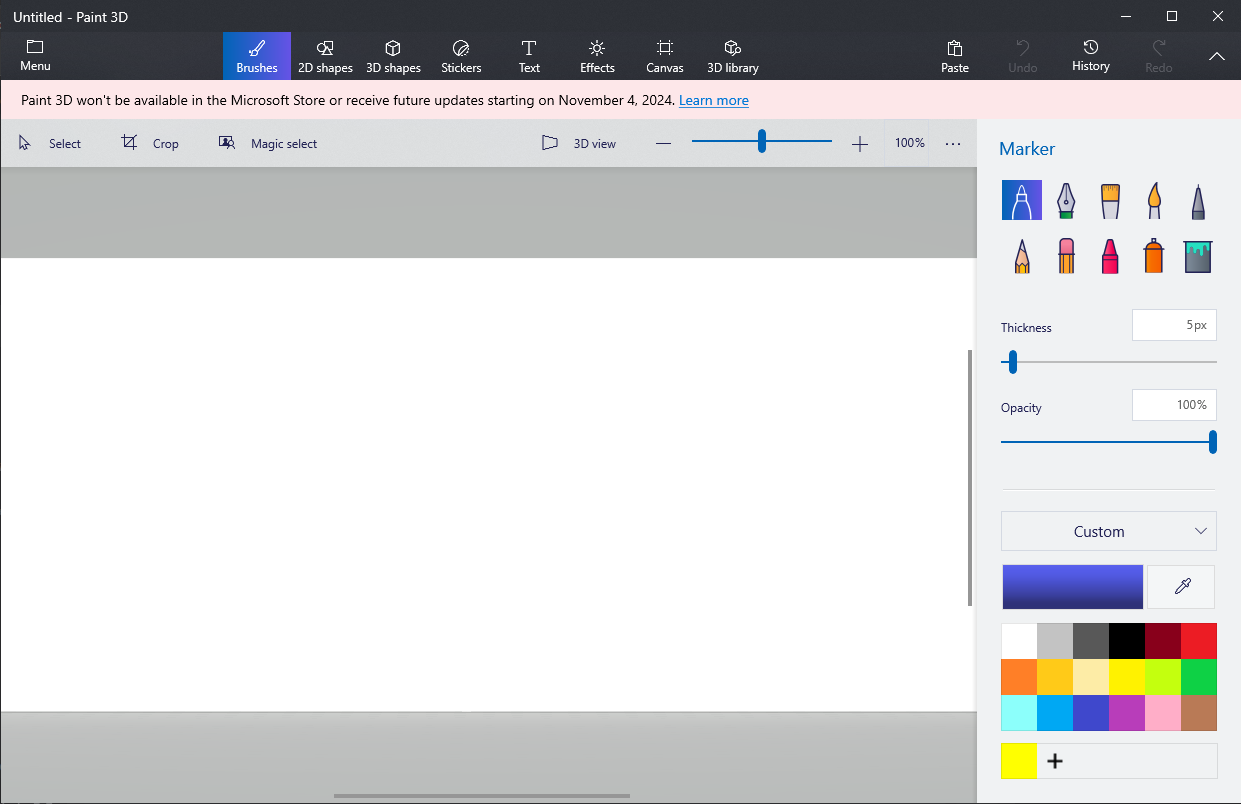 Untitled - Paint 3D
Menu
Brushes
2D shapes
3D shapes
Stickers
Text
Effects
Canvas
3D library
Paste
Undo
History
Redo
Paint 3D won't be available in the Microsoft Store or receive future updates starting on November 4, 2024. Learn more
Select
Crop
Magic select
3D view
100%
Marker
Thickness
5px
Opacity
100%
Custom